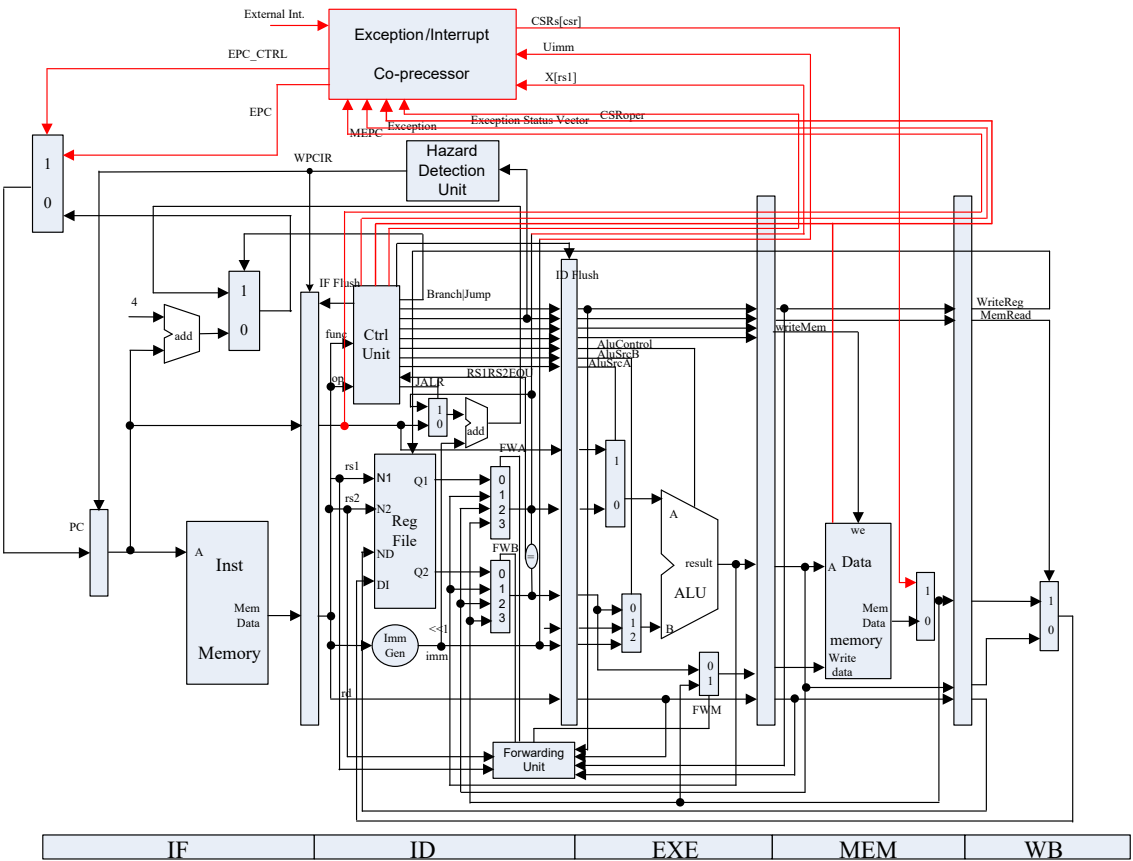 External Int.
Exception/Interrupt
Co-precessor
CSRs[csr]
Uimm
X[rs1]
EPC_CTRL
EPC
MEPC
Exception
Exception Status Vector
CSRoper
1
0
WPCIR
Hazard
Detection
Unit
4
add
1
0
IF Flush
Branch|Jump
ID Flush
func
Ctrl
Unit
op
RS1RS2EQU
JALR
1
0
add
AluControl
AluSrcB
AluSrcA
writeMem
WriteReg
MemRead
PC
A
Inst
Mem
Data
Memory
rs1
rs2
N1
N2
ND
DI
Q1
Q2
Reg
File
FWA
0
1
2
3
FWB
0
1
2
3
=
Imm
Gen
<<1
imm
rd
1
0
0
1
2
A
B
result
ALU
0
1
FWM
Forwarding
Unit
we
A
Data
Mem
Data
memory
Write
data
1
0
1
0
IF
ID
EXE
MEM
WB